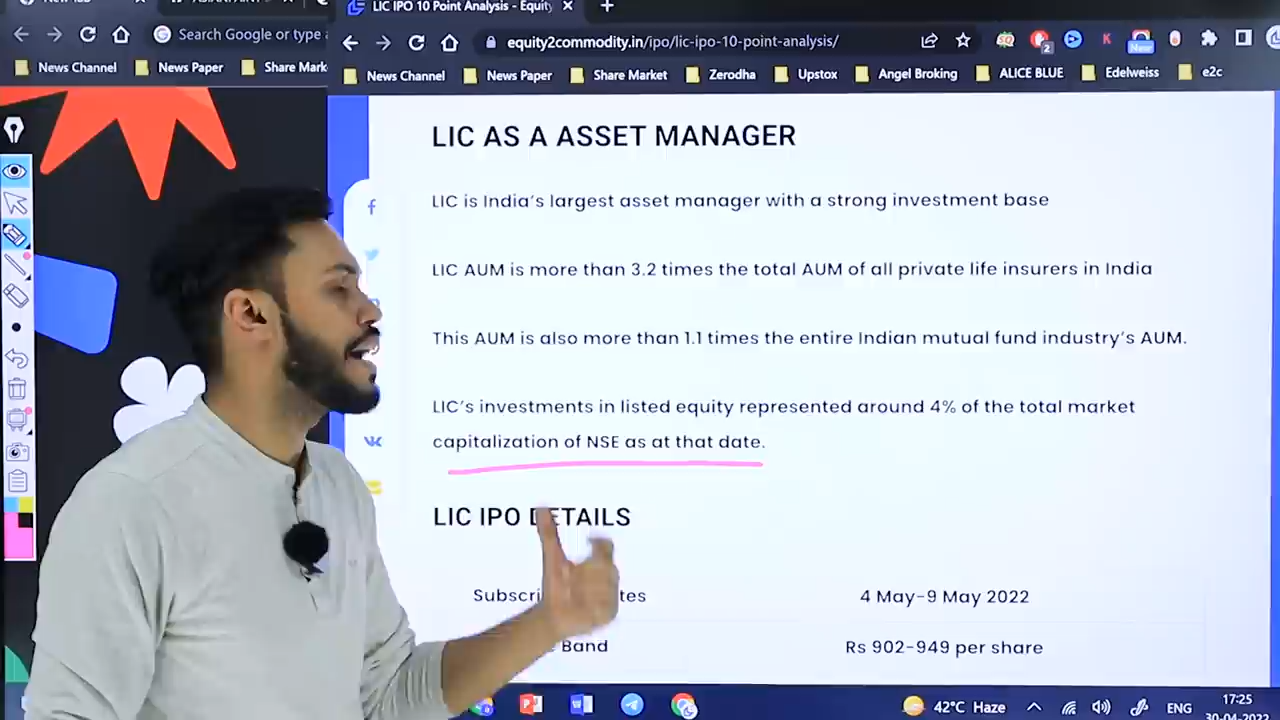 LIC IPO 10 Point Analysis - Equity
Search Google or type a
equity2commodity.in/ipo/lic-ipo-10-point-analysis/
2
New
News Channel
News Paper
Share Mark
News Channel
News Paper
Share Market
Zerodha
Upstox
Angel Broking
ALICE BLUE
Edelweiss
e2c
LIC AS A ASSET MANAGER
LIC is India's largest asset manager with a strong investment base
LIC AUM is more than 3.2 times the total AUM of all private life insurers in India
This AUM is also more than 1.1 times the entire Indian mutual fund industry's AUM.
LIC's investments in listed equity represented around 4% of the total market
capitalization of NSE as at that date.
LIC IPO DETAILS
4 May-9 May 2022
Band
Rs 902-949 per share
42°C Haze
ENG
17:25
30-04-2022